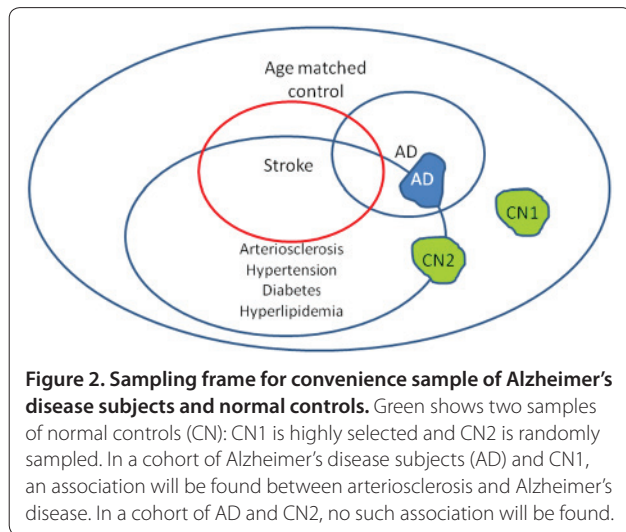 Age matched
control
AD
Stroke
AD
CN1
CN2
Arteriosclerosis
Hypertension
Diabetes
Hyperlipidemia
Figure 2. Sampling frame for convenience sample of Alzheimer’s
disease subjects and normal controls. Green shows two samples
of normal controls (CN): CN1 is highly selected and CN2 is randomly
sampled. In a cohort of Alzheimer’s disease subjects (AD) and CN1,
an association will be found between arteriosclerosis and Alzheimer’s
disease. In a cohort of AD and CN2, no such association will be found.